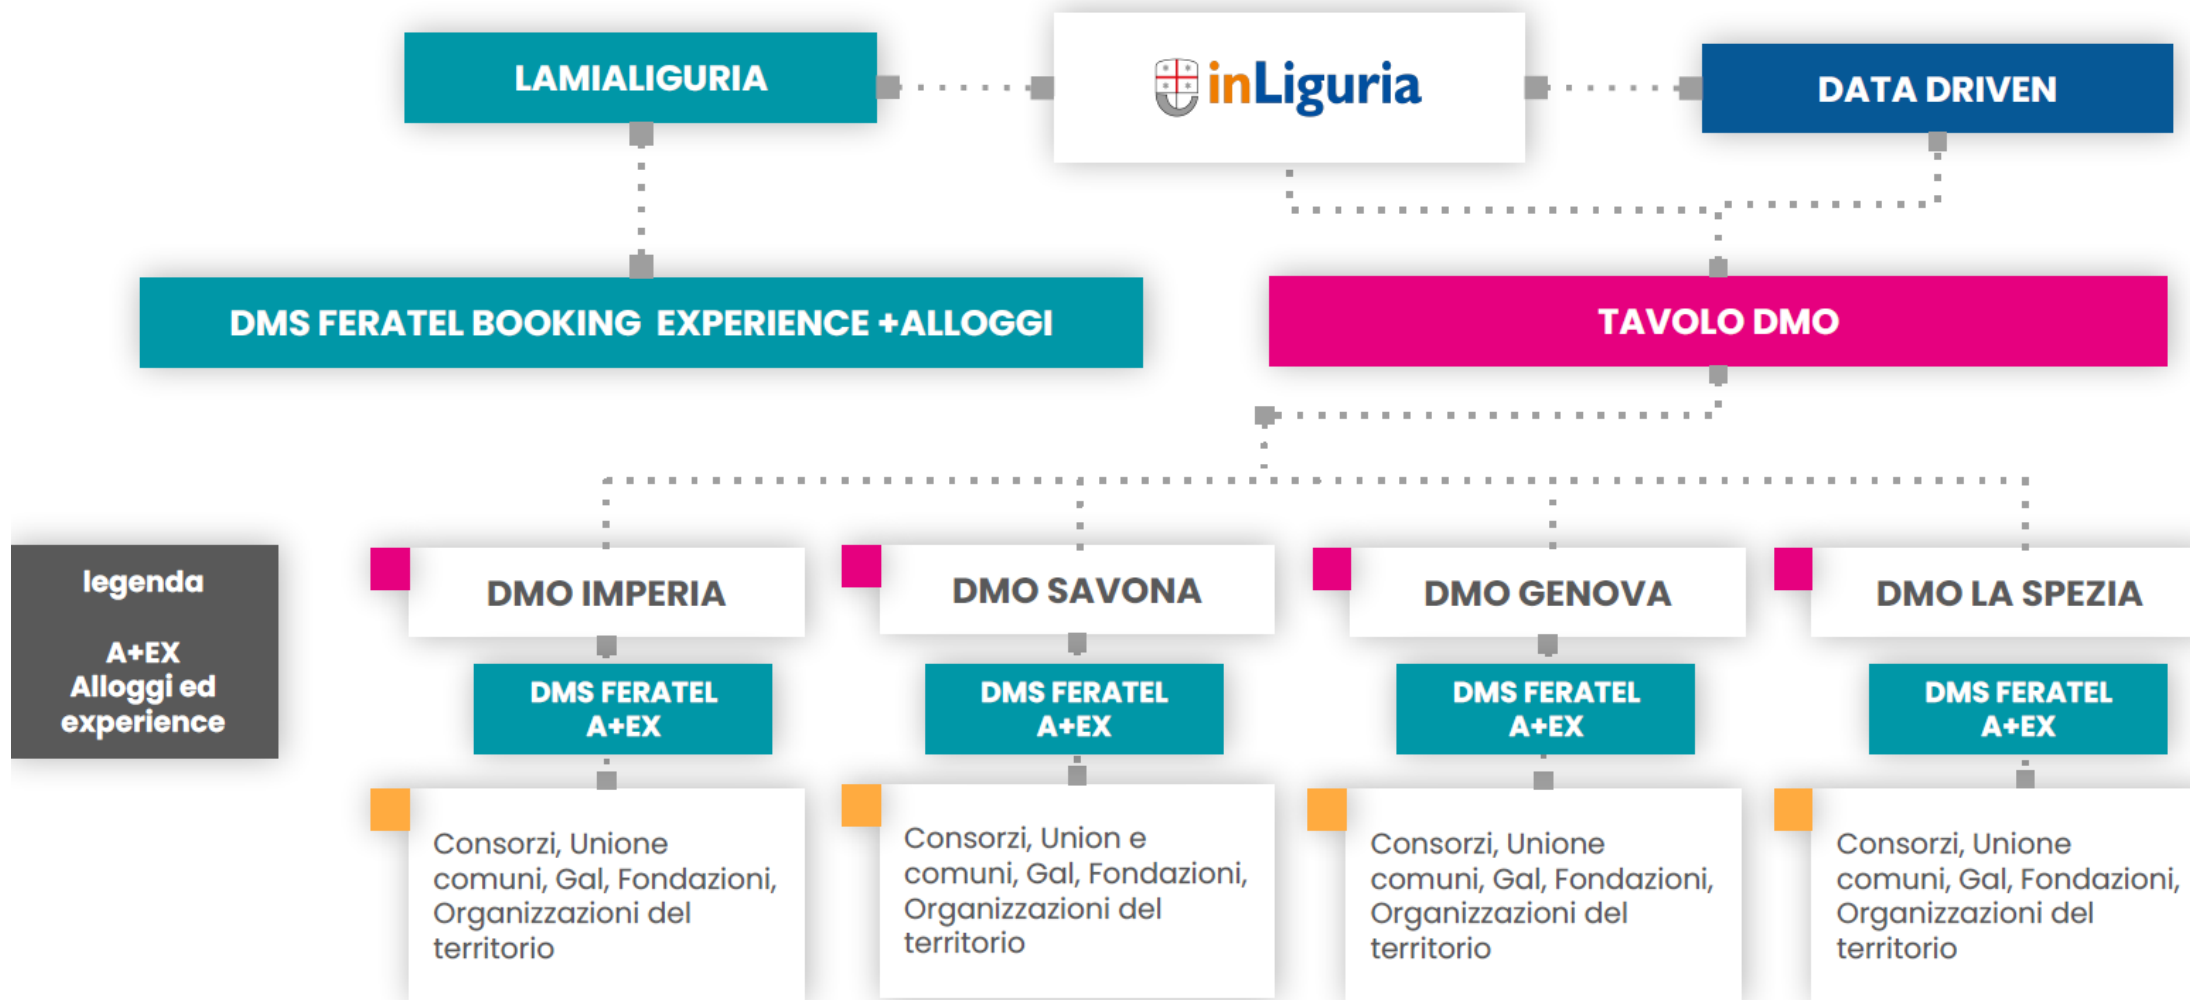 LAMIALIGURIA
inLiguria
DATA DRIVEN
DMS FERATEL BOOKING EXPERIENCE +ALLOGGI
TAVOLO DMO
legenda
A+EX
Alloggi ed
experience
DMO IMPERIA
DMS FERATEL
A+EX
Consorzi, Unione
comuni, Gal, Fondazioni,
Organizzazioni del
territorio
DMO SAVONA
DMS FERATEL
A+EX
Consorzi, Union e
comuni, Gal, Fondazioni,
Organizzazioni del
territorio
DMO GENOVA
DMS FERATEL
A+EX
Consorzi, Unione
comuni, Gal, Fondazioni,
Organizzazioni del
territorio
DMO LA SPEZIA
DMS FERATEL
A+EX
Consorzi, Unione
comuni, Gal, Fondazioni,
Organizzazioni del
territorio